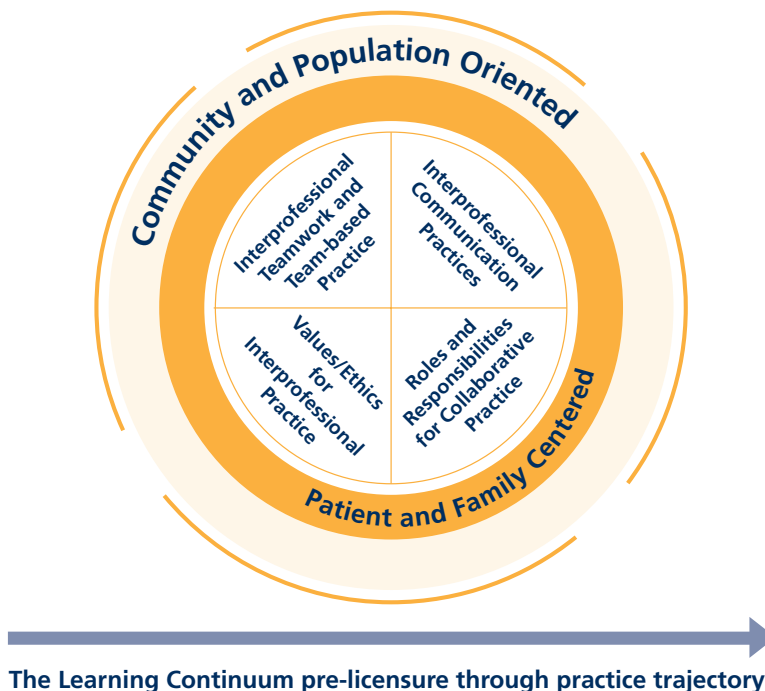 Community and Population Oriented
Interprofessional
Teamwork and
Team-based
Practice
Interprofessional
Communication
Practices
Values/Ethics
for
Interprofessional
Practice
Roles and
Responsibilities
for Collaborative
Practice
Patient and Family Centered
The Learning Continuum pre-licensure through practice trajectory